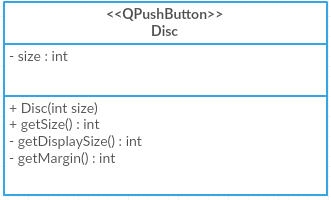 <<QPushButton>>
Disc
- size : int
+ Disc(int size)
+ getSize() : int
- getDisplaySize() : int
- getMargin() : int